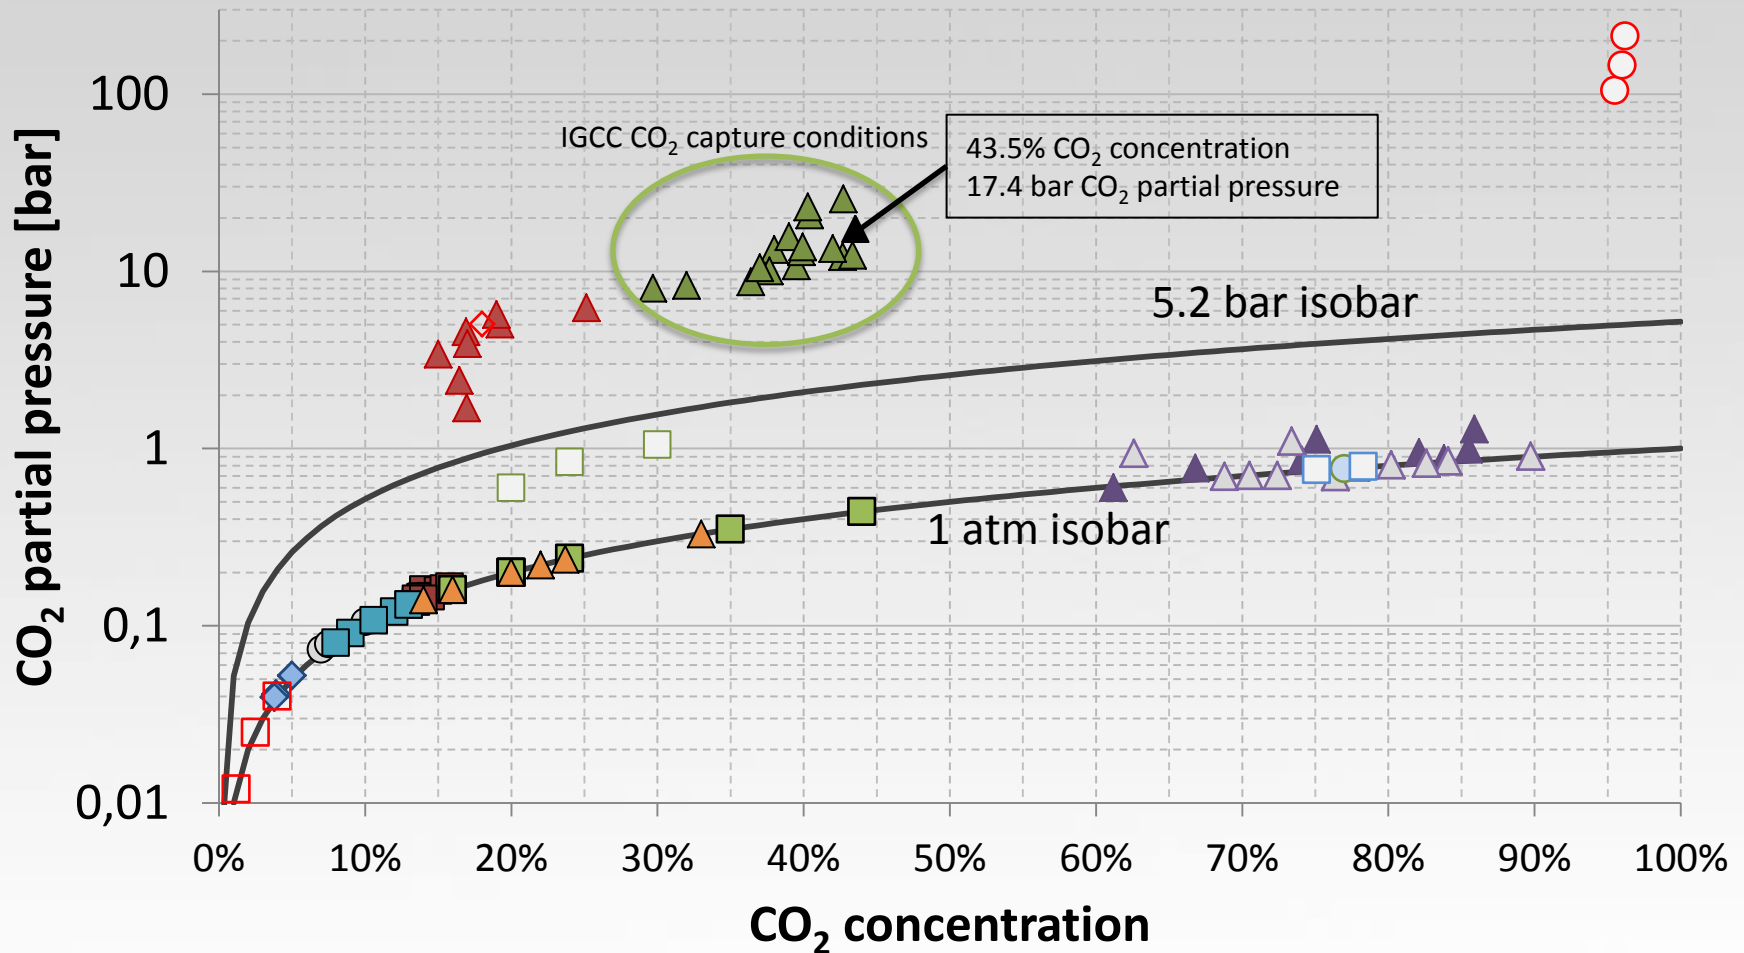 CO₂ partial pressure [bar]
100
10
1
0,1
0,01
IGCC CO₂ capture conditions
43.5% CO₂ concentration
17.4 bar CO₂ partial pressure
5.2 bar isobar
1 atm isobar
0% 10% 20% 30% 40% 50% 60% 70% 80% 90% 100%
CO₂ concentration